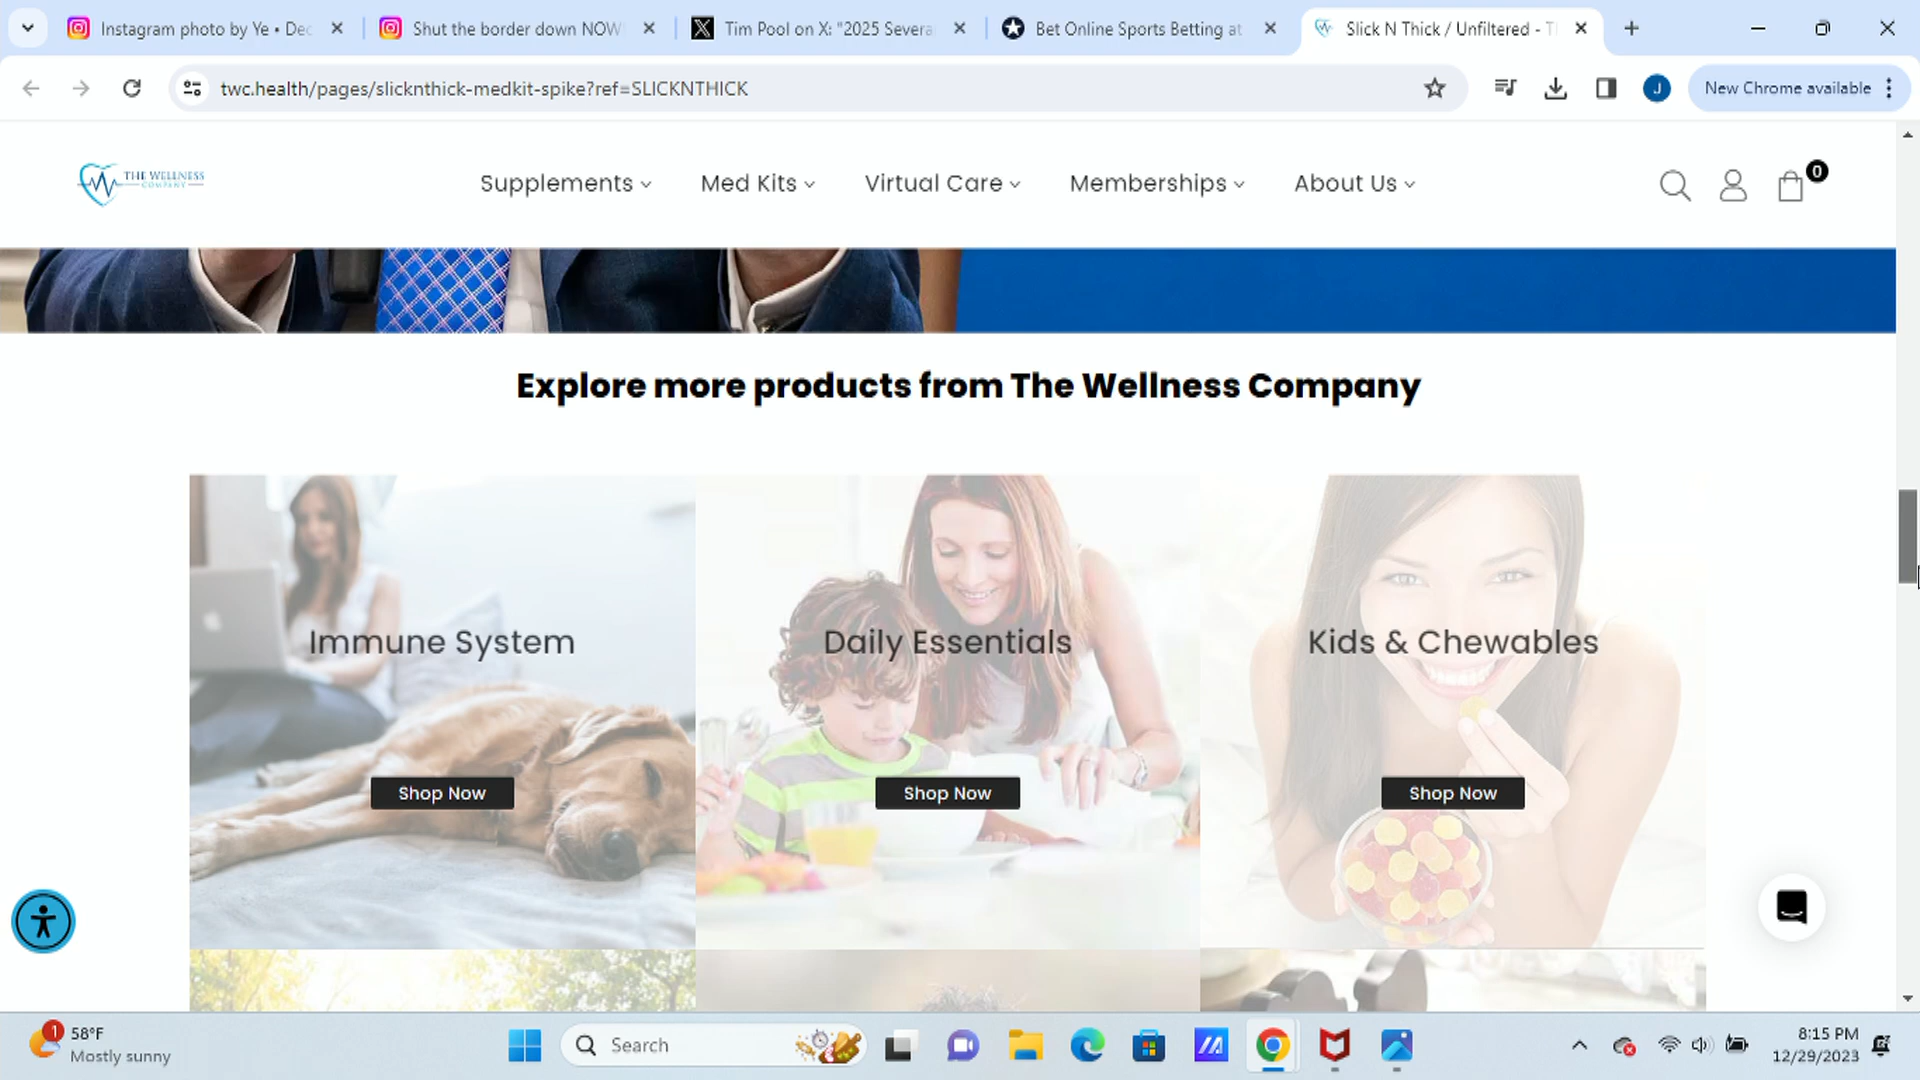 Instagram photo by Ye • Dec
Shut the border down NOW
Tim Pool on X: "2025 Severa
Bet Online Sports Betting at
Slick N Thick / Unfiltered - T
twc.health/pages/slicknthick-medkit-spike?ref=SLICKNTHICK
J
New Chrome available
THE WELLNESS
COMPANY
Supplements
Med Kits
Virtual Care
Memberships
About Us
0
Explore more products from The Wellness Company
Immune System
Daily Essentials
Kids & Chewables
Shop Now
Shop Now
Shop Now
1
58°F
Mostly sunny
Search
8:15 PM
12/29/2023